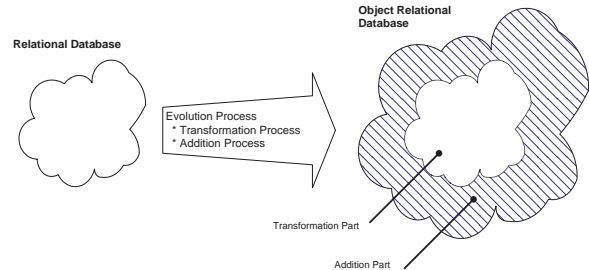 Object Relational
Database
Relational Database
Evolution Process
* Transformation Process
* Addition Process
Transformation Part
Addition Part